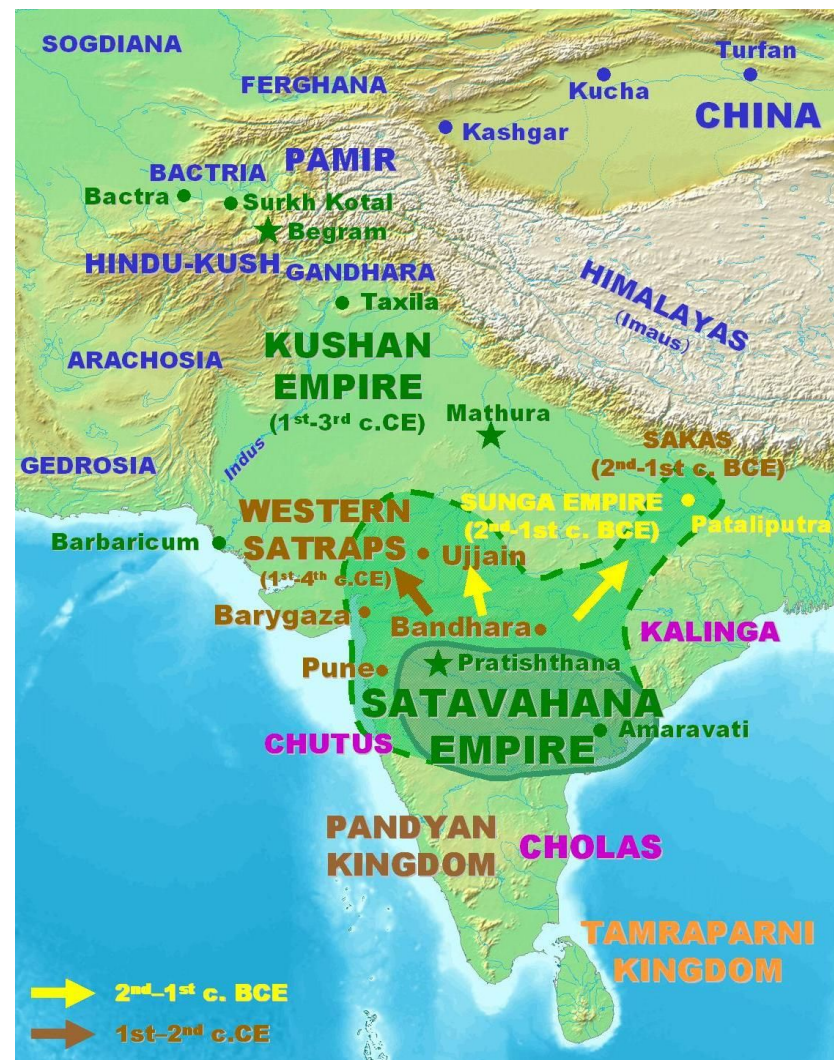 SOGDIANA
Turfan
FERGHANA
Kucha
CHINA
Kashgar
PAMIR
BACTRIA
Bactra
Surkh Kotal
Begram
HINDU-KUSH
GANDHARA
Taxila
HIMALAYAS
(Imaus)
ARACHOSIA
KUSHAN
EMPIRE
(1st-3rd c.CE)
Mathura
SAKAS
(2nd-1st c. BCE)
GEDROSIA
Indus
SUNGA EMPIRE
(2nd-1st c. BCE)
Pataliputra
WESTERN
SATRAPS
(1st-4th c.CE)
Ujjain
Barbaricum
Barygaza
Bandhara
KALINGA
Pune
Pratishthana
SATAVAHANA
EMPIRE
Amaravati
CHUTUS
PANDYAN
KINGDOM
CHOLAS
TAMRAPARNI
KINGDOM
2nd–1st c. BCE
1st–2nd c.CE